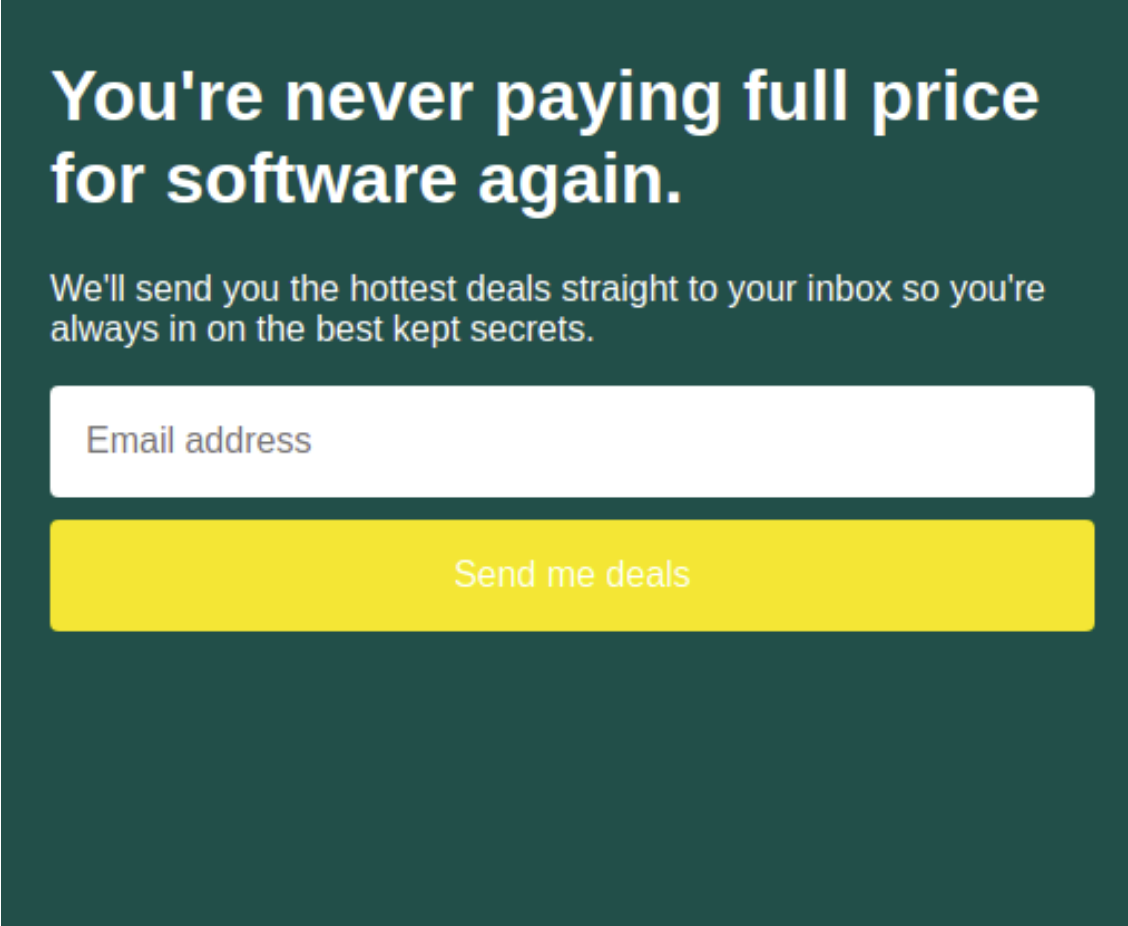 You're never paying full price
for software again.
We'll send you the hottest deals straight to your inbox so you're
always in on the best kept secrets.
Email address
Send me deals